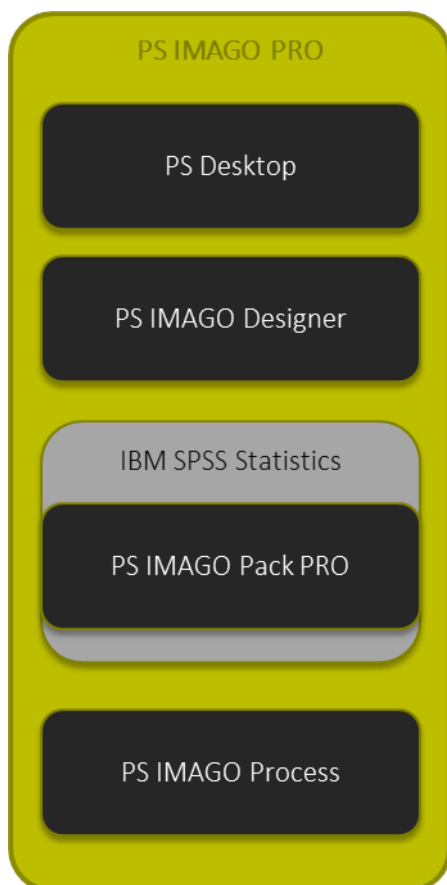 PS IMAGO PRO
PS Desktop
PS IMAGO Designer
IBM SPSS Statistics
PS IMAGO Pack PRO
PS IMAGO Process